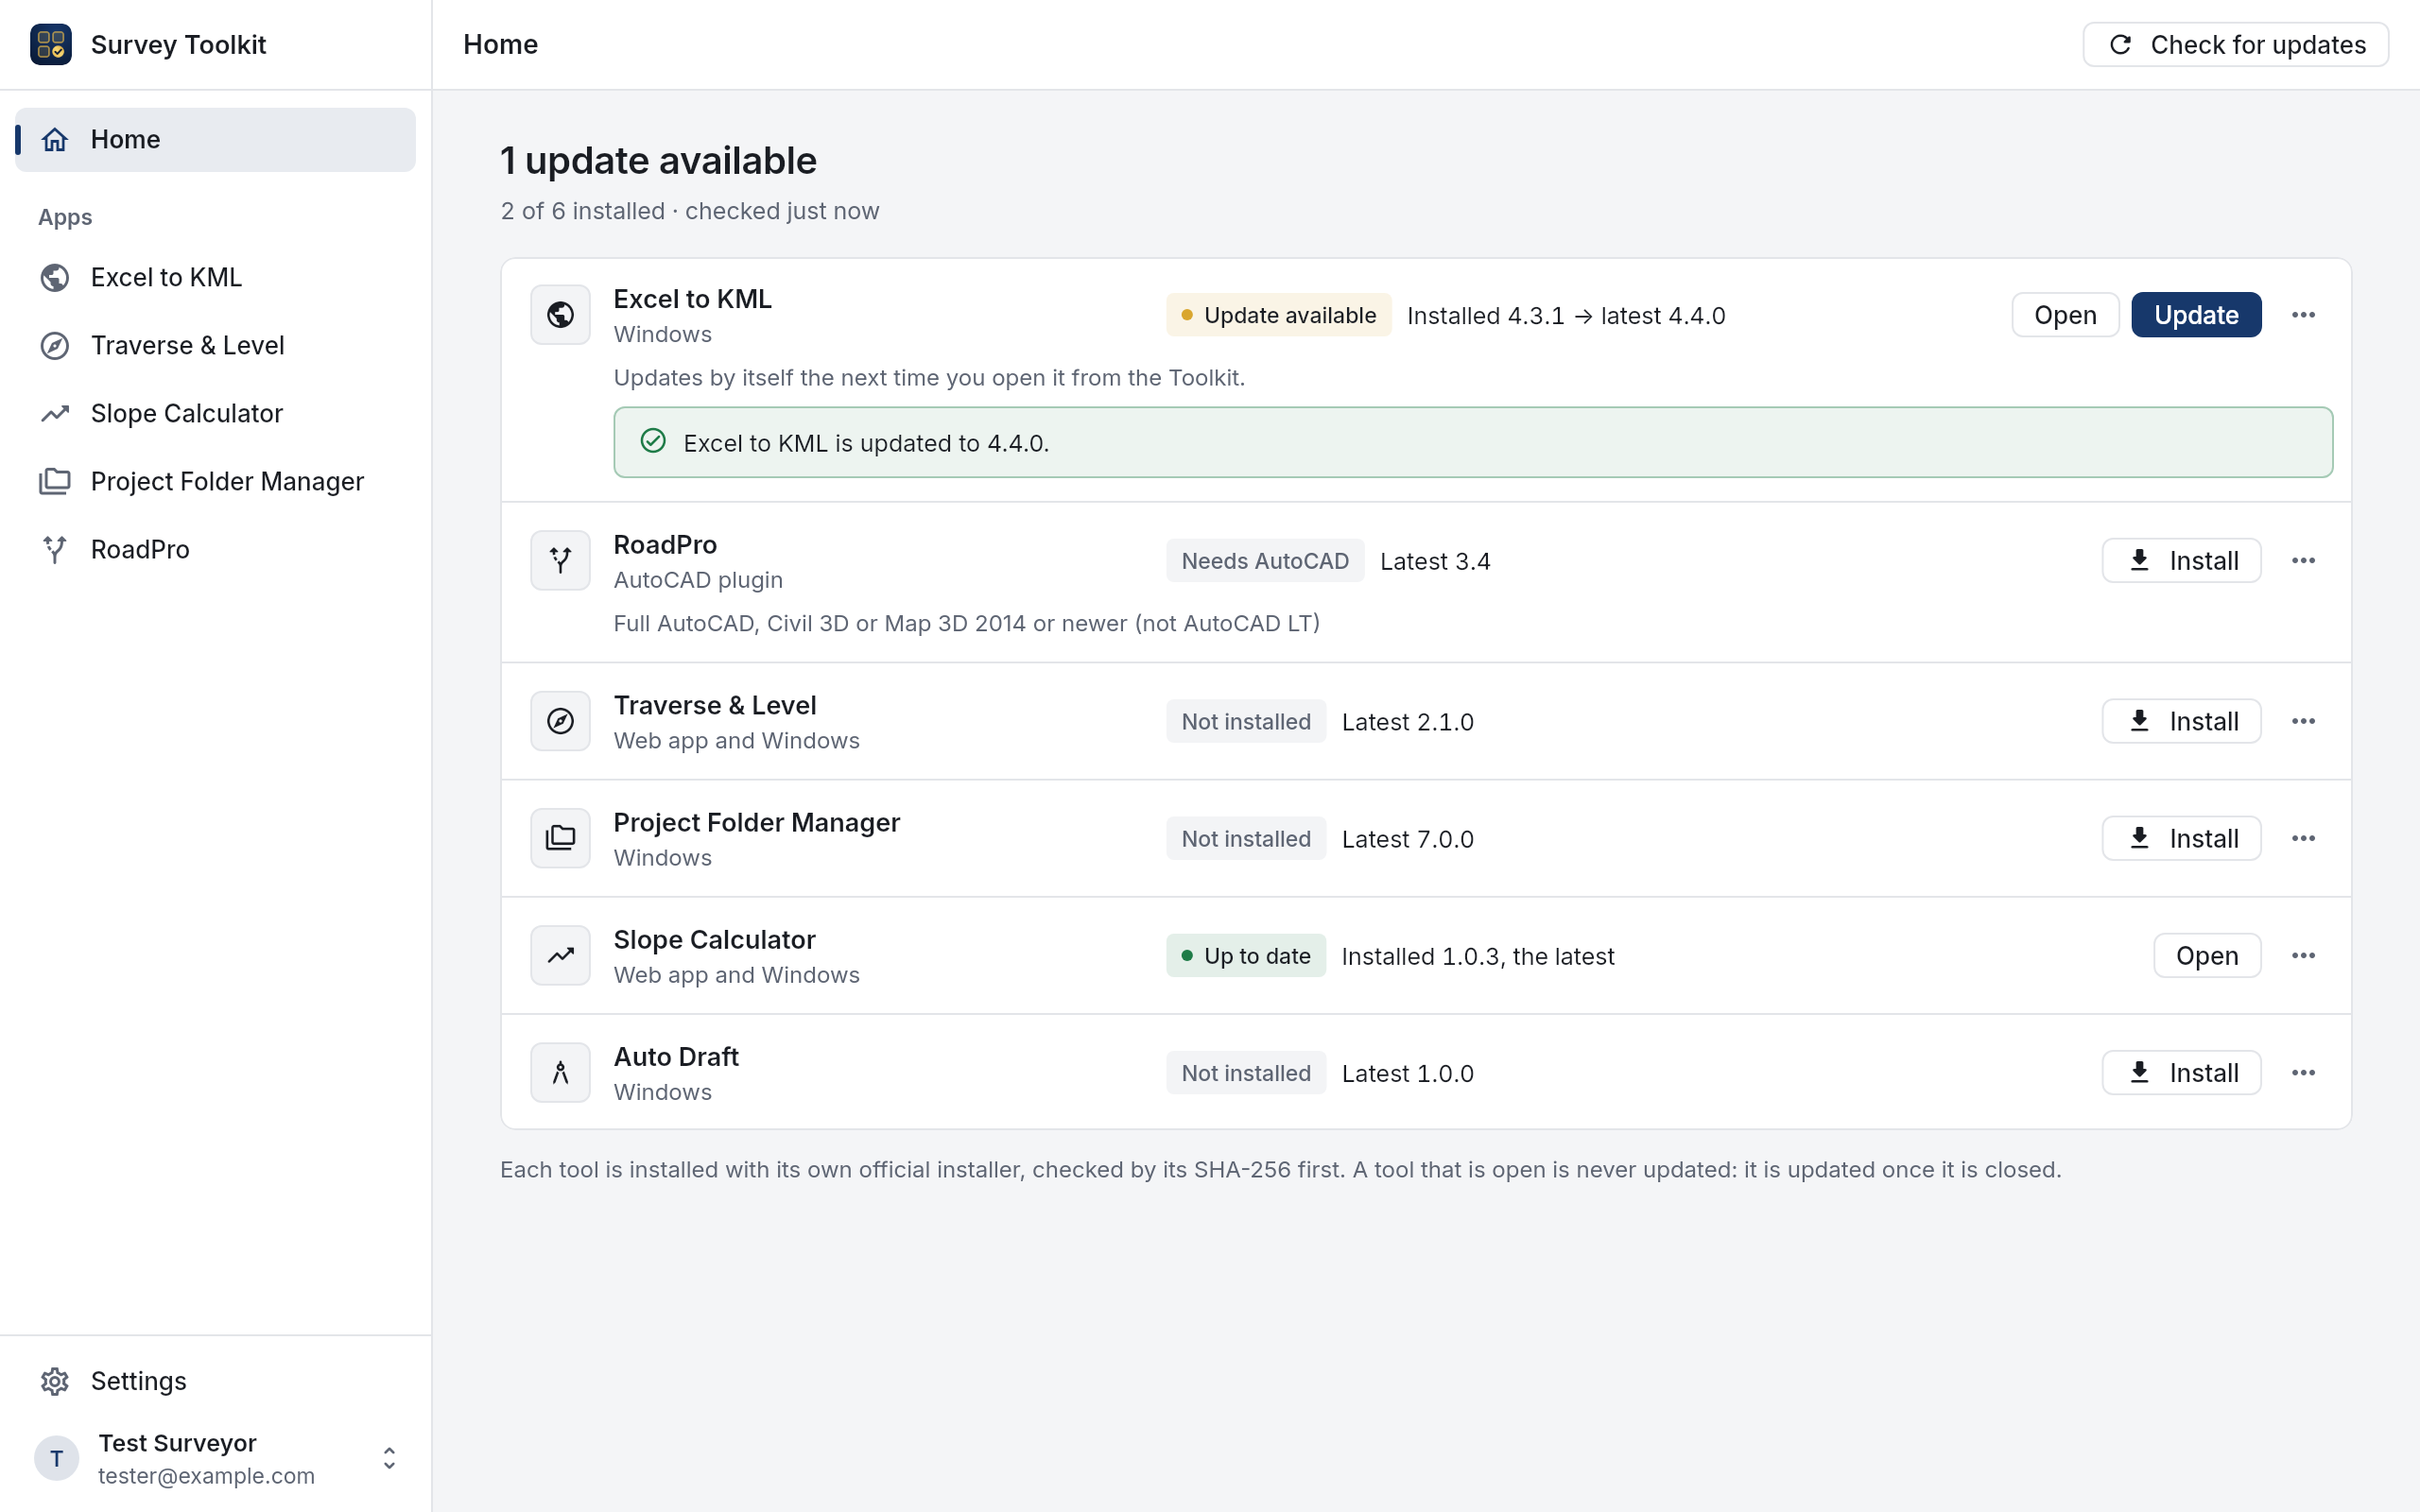 Survey Toolkit
Home
Check for updates
Home
Apps
Excel to KML
Traverse & Level
Slope Calculator
Project Folder Manager
RoadPro
1 update available
2 of 6 installed · checked just now
Excel to KML
Windows
Update available
Installed 4.3.1 → latest 4.4.0
Open
Update
Updates by itself the next time you open it from the Toolkit.
Excel to KML is updated to 4.4.0.
RoadPro
AutoCAD plugin
Needs AutoCAD
Latest 3.4
Install
Full AutoCAD, Civil 3D or Map 3D 2014 or newer (not AutoCAD LT)
Traverse & Level
Web app and Windows
Not installed
Latest 2.1.0
Install
Project Folder Manager
Windows
Not installed
Latest 7.0.0
Install
Slope Calculator
Web app and Windows
Up to date
Installed 1.0.3, the latest
Open
Auto Draft
Windows
Not installed
Latest 1.0.0
Install
Each tool is installed with its own official installer, checked by its SHA-256 first. A tool that is open is never updated: it is updated once it is closed.
Settings
T
Test Surveyor
tester@example.com